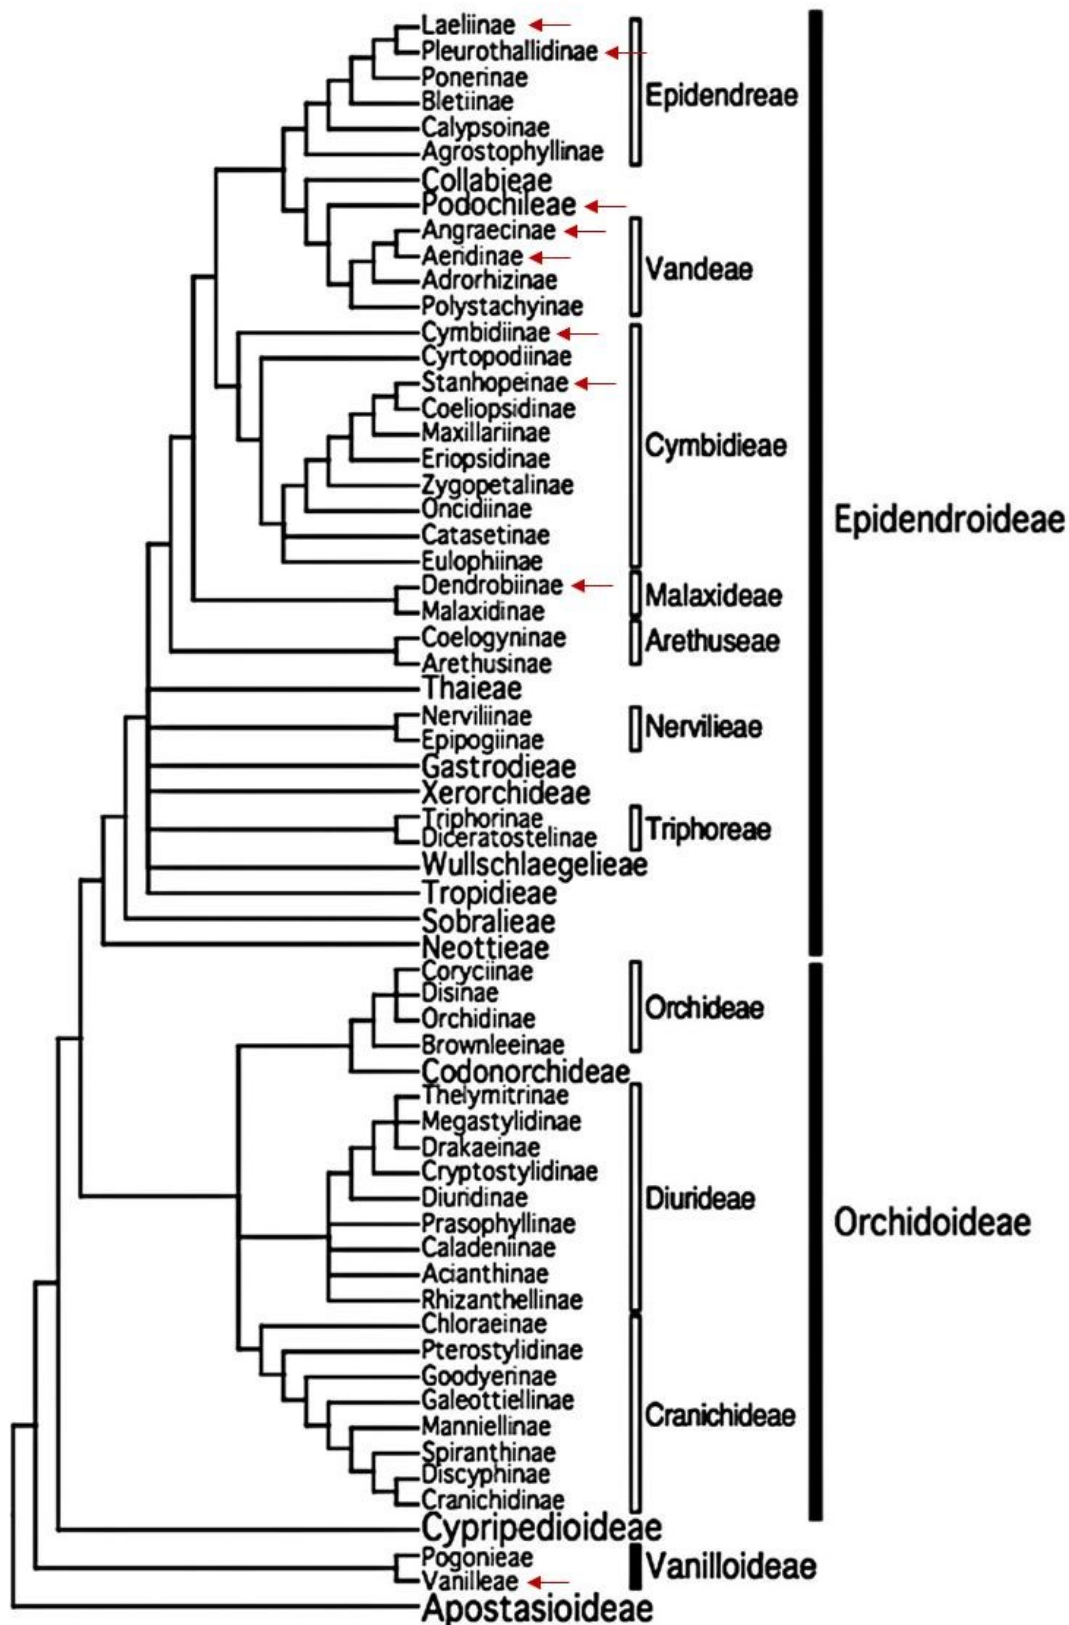 Laeliinae
Pleurothallidinae
Ponerinae
Bletiinae
Calypsoinae
Agrostophyllinae
Epidendreae
Collabieae
Podochileae
Angraecinae
Aeridinae
Adrorhizinae
Polystachyinae
Vandeae
Cymbidiinae
Cyrtopodiinae
Stanhopeinae
Coeliopsidinae
Maxillariinae
Eriopsidinae
Zygopetalinae
Oncidiinae
Catasetinae
Eulophiinae
Cymbidieae
Dendrobiinae
Malaxidinae
Malaxideae
Coelogyninae
Arethusinae
Arethuseae
Thaieae
Nerviliinae
Epipogiinae
Nervilieae
Gastrodieae
Xerorchideae
Triphorinae
Diceratostelinae
Triphoreae
Wullschlaegelieae
Tropidieae
Sobralieae
Neottieae
Epidendroideae
Coryciinae
Disinae
Orchidinae
Brownleeinae
Orchideae
Codonorchideae
Thelymitrinae
Megastylidinae
Drakaeinae
Cryptostylidinae
Diuridinae
Prasophyllinae
Caladeniinae
Acianthinae
Rhizanthellinae
Diurideae
Chloraeinae
Pterostylidinae
Goodyerinae
Galeottiellinae
Manniellinae
Spiranthinae
Discyphinae
Cranichidinae
Cranichideae
Orchidoideae
Cypripedioideae
Pogonieae
Vanilleae
Vanilloideae
Apostasioideae